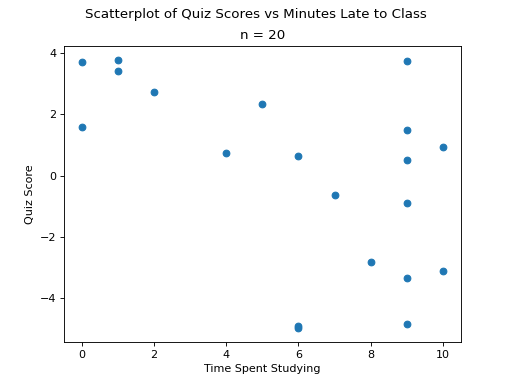 Scatterplot of Quiz Scores vs Minutes Late to Class
n = 20
4
2
0
−2
−4
Quiz Score
0 2 4 6 8 10
Time Spent Studying